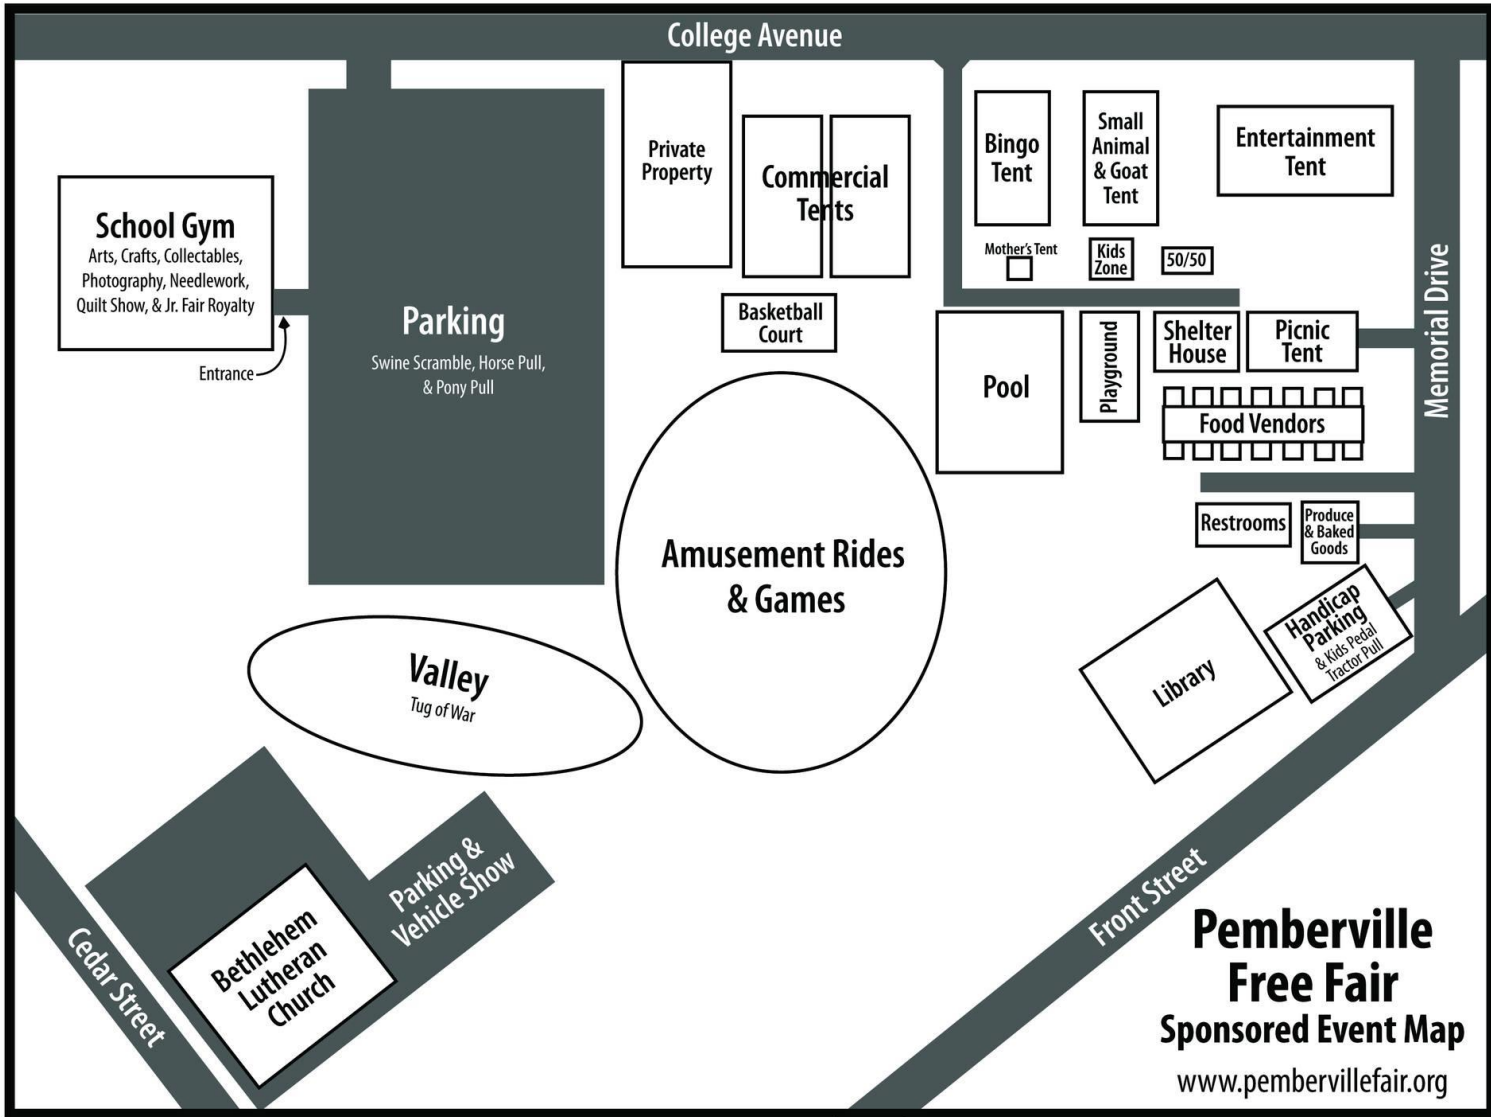 College Avenue
Private
Property
Commercial
Tents
Bingo
Tent
Small
Animal
& Goat
Tent
Entertainment
Tent
School Gym
Arts, Crafts, Collectables,
Photography, Needlework,
Quilt Show, & Jr. Fair Royalty
Entrance
Parking
Swine Scramble, Horse Pull,
& Pony Pull
Mother's Tent
Kids
Zone
50/50
Basketball
Court
Pool
Playground
Shelter
House
Picnic
Tent
Memorial Drive
Food Vendors
Restrooms
Produce
& Baked
Goods
Amusement Rides
& Games
Handicap
Parking
& Kids Pedal
Tractor Pull
Library
Valley
Tug of War
Parking &
Vehicle Show
Bethlehem
Lutheran
Church
Cedar Street
Front Street
Pemberville
Free Fair
Sponsored Event Map
www.pembervillefair.org